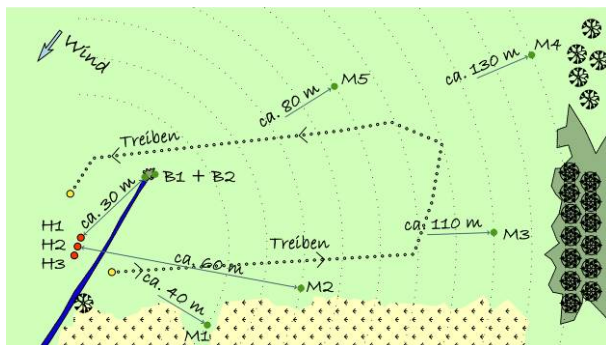 Wind
M4
ca. 130 m
M5
ca. 80 m
Treiben
B1 + B2
ca. 30 m
H1
H2
H3
ca. 110 m
M3
Treiben
ca. 60 m
M2
ca. 40 m
M1